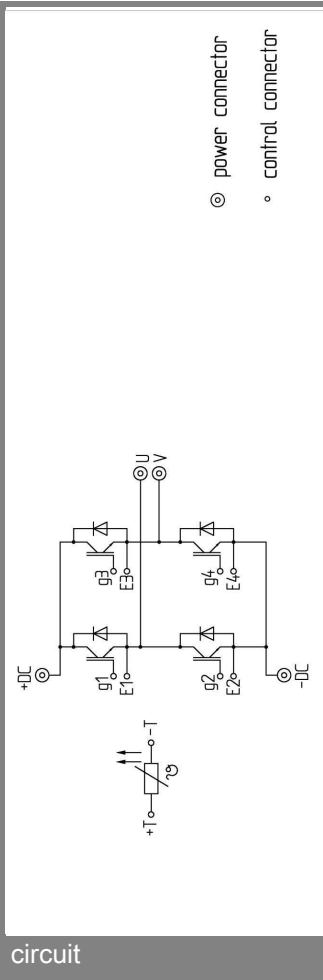 power connector
control connector
U
V
g3
E3
g4
E4
+DC
g1
E1
g2
E2
-DC
+T
-T
circuit